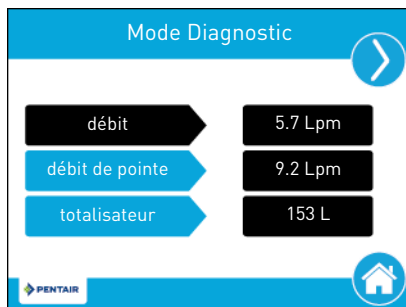 Mode Diagnostic
débit
5.7 Lpm
débit de pointe
9.2 Lpm
totalisateur
153 L
PENTAIR